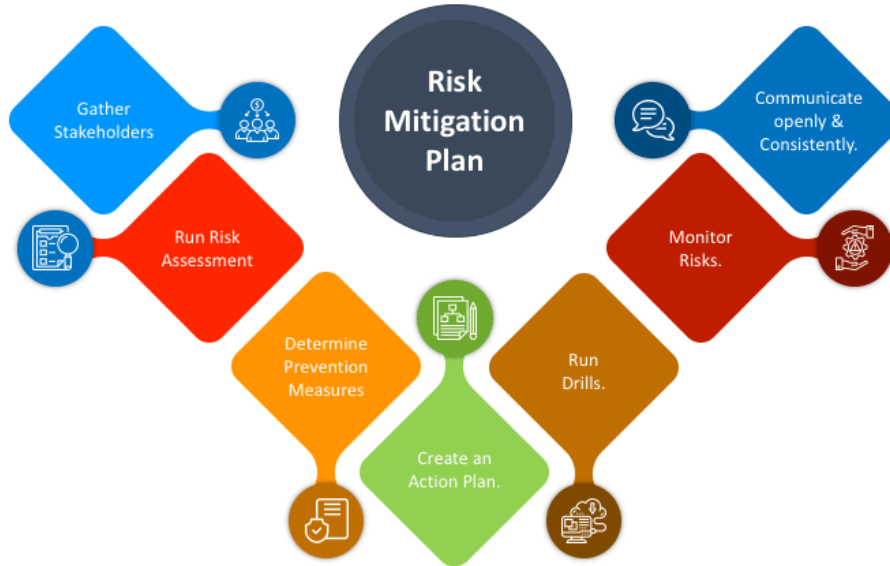 Risk
Mitigation
Plan
Gather
Stakeholders
Run Risk
Assessment
Determine
Prevention
Measures
Create an
Action Plan.
Run
Drills.
Monitor
Risks.
Communicate
openly &
Consistently.